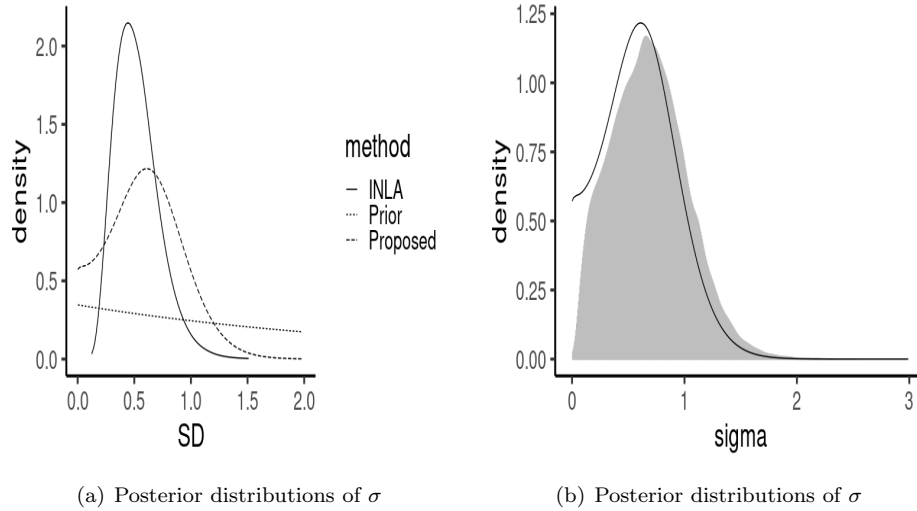 density
2.0
1.5
1.0
0.5
0.0
0.0 0.5 1.0 1.5 2.0
SD
method
INLA
Prior
Proposed
(a) Posterior distributions of σ
density
1.25
1.00
0.75
0.50
0.25
0.00
0 1 2 3
sigma
(b) Posterior distributions of σ